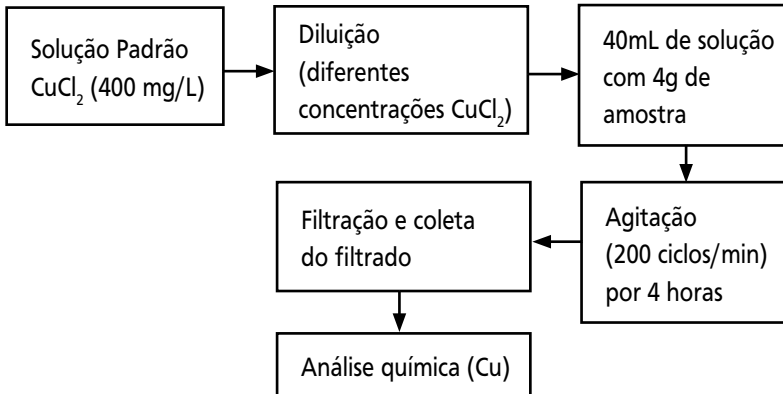 Solução Padrão
CuCl₂ (400 mg/L)
Diluição
(diferentes
concentrações CuCl₂)
40mL de solução
com 4g de
amostra
Agitação
(200 ciclos/min)
por 4 horas
Filtração e coleta
do filtrado
Análise química (Cu)